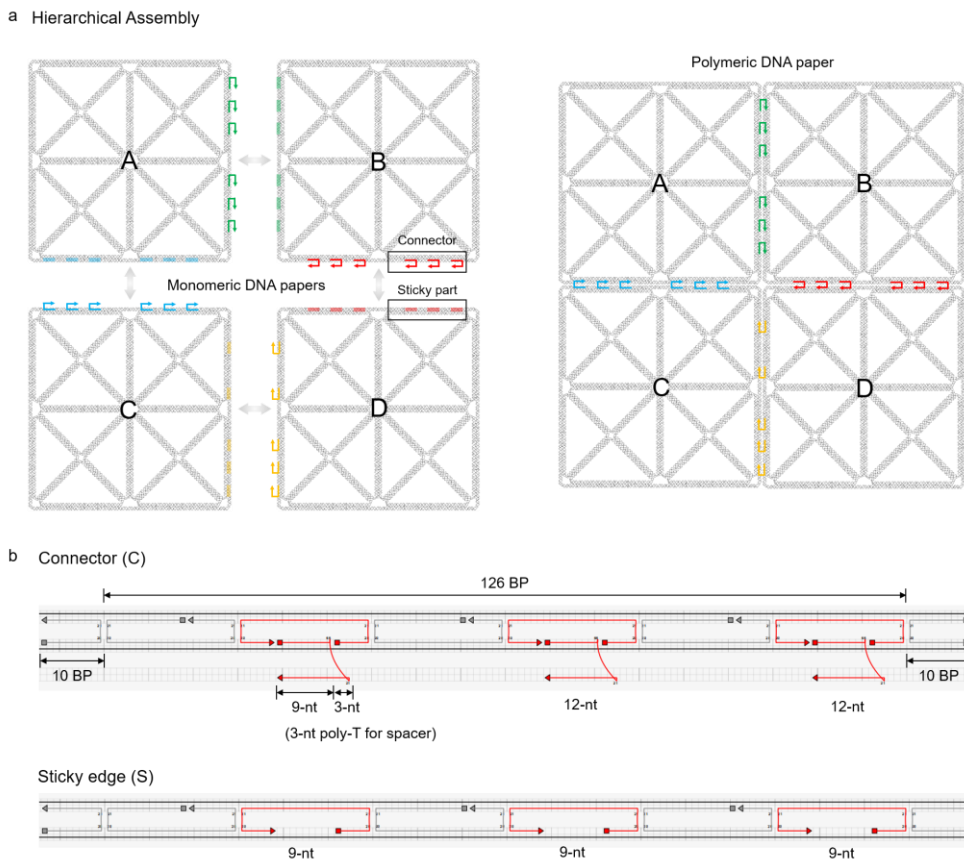 a Hierarchical Assembly
Polymeric DNA paper
A
B
Connector
Monomeric DNA papers
Sticky part
C
D
A
B
C
D
b Connector (C)
126 BP
10 BP
10 BP
9-nt 3-nt
12-nt
12-nt
(3-nt poly-T for spacer)
Sticky edge (S)
9-nt
9-nt
9-nt